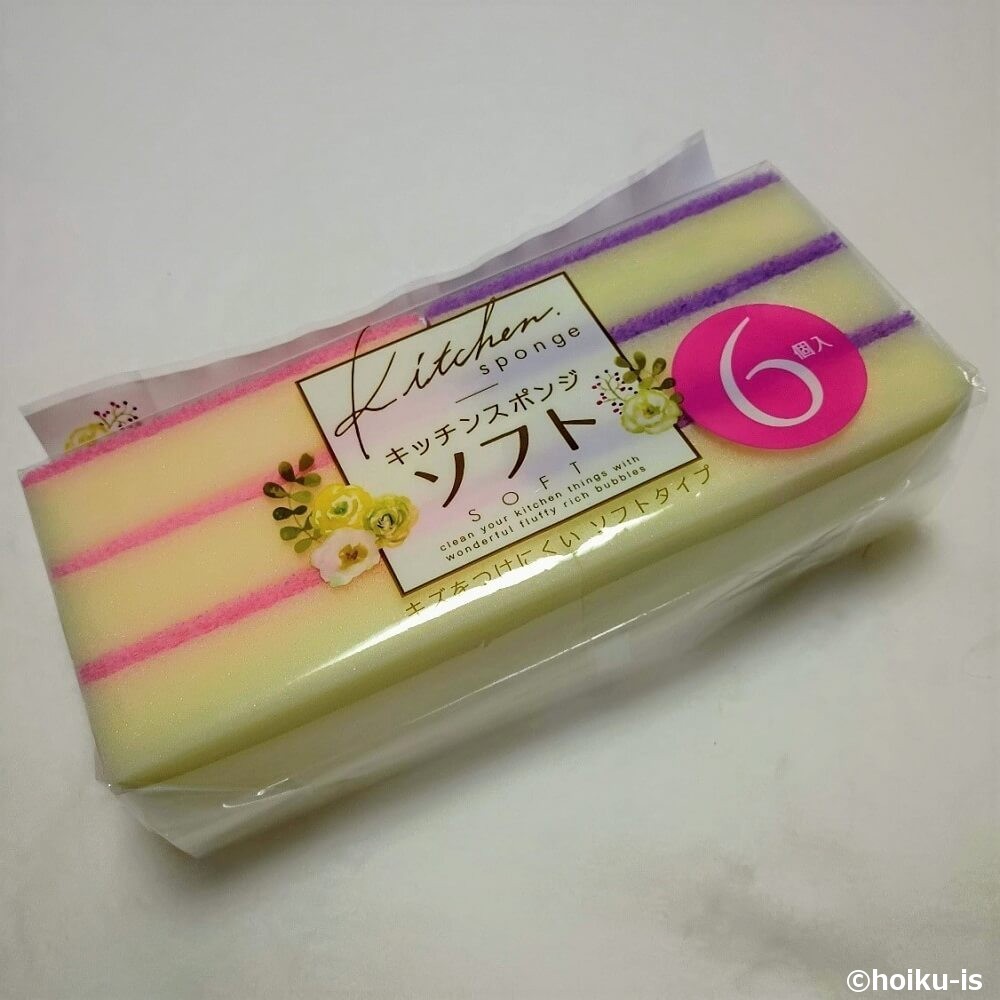 Kitchen.
sponge
キッチンスポンジ
ソフト
SOFT
clean your kitchen things with
wonderful fluffy rich bubbles
キズをつけにくい ソフトタイプ
6個入
©hoiku-is